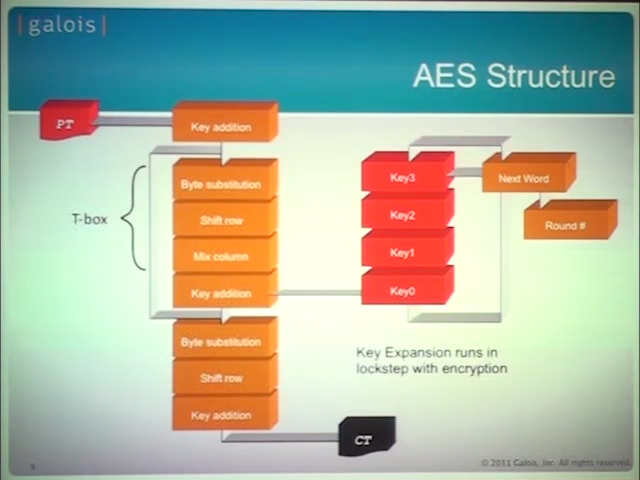 |galois|
AES Structure
PT
Key addition
Byte substitution
Shift row
Mix column
Key addition
T-box
Byte substitution
Shift row
Key addition
CT
Key3
Key2
Key1
Key0
Next Word
Round #
Key Expansion runs in
lockstep with encryption
9
© 2011 Galois, Inc. All rights reserved.